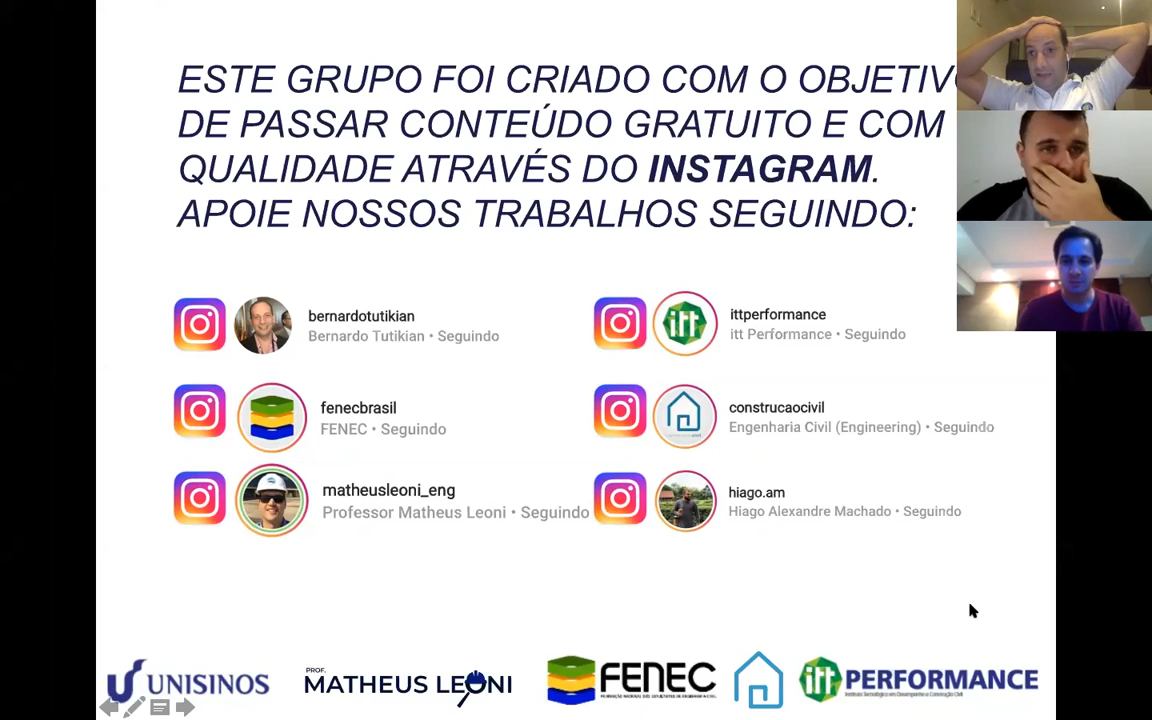 ESTE GRUPO FOI CRIADO COM O OBJETIVO
DE PASSAR CONTEÚDO GRATUITO E COM
QUALIDADE ATRAVÉS DO INSTAGRAM.
APOIE NOSSOS TRABALHOS SEGUINDO:
bernardotutikian
Bernardo Tutikian • Seguindo
ittperformance
itt Performance • Seguindo
fenecbrasil
FENEC • Seguindo
construcaocivil
Engenharia Civil (Engineering) • Seguindo
matheusleoni_eng
Professor Matheus Leoni • Seguindo
hiago.am
Hiago Alexandre Machado • Seguindo
itt
UNISINOS
PROF.
MATHEUS LEONI
FENEC
itt PERFORMANCE